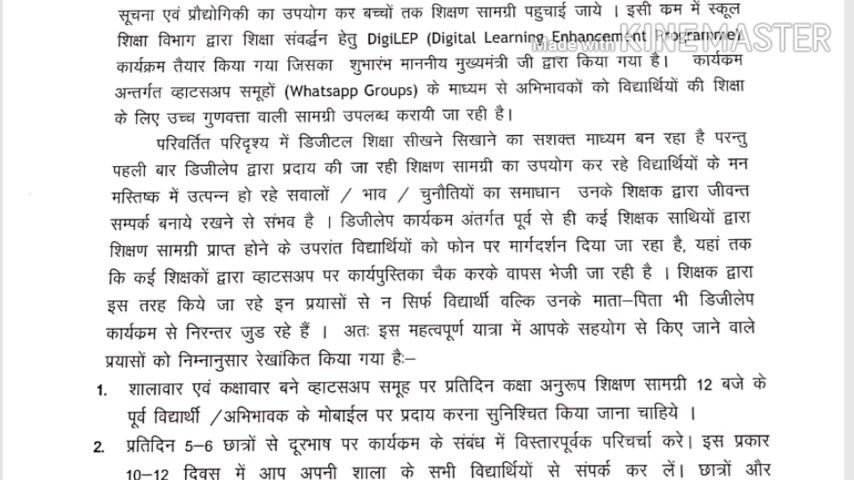 सूचना एवं प्रौद्योगिकी का उपयोग कर बच्चों तक शिक्षण सामग्री पहुचाई जाये । इसी क्रम में स्कूल
शिक्षा विभाग द्वारा शिक्षा संवर्द्धन हेतु DigiLEP (Digital Learning Enhancement Programme)
Made with KINEMASTER
कार्यक्रम तैयार किया गया जिसका शुभारंभ माननीय मुख्यमंत्री जी द्वारा किया गया है। कार्यक्रम
अन्तर्गत व्हाटसअप समूहों (Whatsapp Groups) के माध्यम से अभिभावकों को विद्यार्थियों की शिक्षा
के लिए उच्च गुणवत्ता वाली सामग्री उपलब्ध करायी जा रही है।
परिवर्तित परिदृश्य में डिजीटल शिक्षा सीखने सिखाने का सशक्त माध्यम बन रहा है परन्तु
पहली बार डिजीलेप द्वारा प्रदाय की जा रही शिक्षण सामग्री का उपयोग कर रहे विद्यार्थियों के मन
मस्तिष्क में उत्पन्न हो रहे सवालों / भाव / चुनौतियों का समाधान उनके शिक्षक द्वारा जीवन्त
सम्पर्क बनाये रखने से संभव है । डिजीलेप कार्यक्रम अंतर्गत पूर्व से ही कई शिक्षक साथियों द्वारा
शिक्षण सामग्री प्राप्त होने के उपरांत विद्यार्थियों को फोन पर मार्गदर्शन दिया जा रहा है, यहां तक
कि कई शिक्षकों द्वारा व्हाटसअप पर कार्यपुस्तिका चैक करके वापस भेजी जा रही है । शिक्षक द्वारा
इस तरह किये जा रहे इन प्रयासों से न सिर्फ विद्यार्थी वल्कि उनके माता-पिता भी डिजीलेप
कार्यक्रम से निरन्तर जुड रहे हैं । अतः इस महत्वपूर्ण यात्रा में आपके सहयोग से किए जाने वाले
प्रयासों को निम्नानुसार रेखांकित किया गया हैः-
1. शालावार एवं कक्षावार बने व्हाटसअप समूह पर प्रतिदिन कक्षा अनुरूप शिक्षण सामग्री 12 बजे के
पूर्व विद्यार्थी /अभिभावक के मोबाईल पर प्रदाय करना सुनिश्चित किया जाना चाहिये ।
2. प्रतिदिन 5-6 छात्रों से दूरभाष पर कार्यक्रम के संबंध में विस्तारपूर्वक परिचर्चा करे। इस प्रकार
10-12 दिवस में आप अपनी शाला के सभी विद्यार्थियों से संपर्क कर लें। छात्रों और